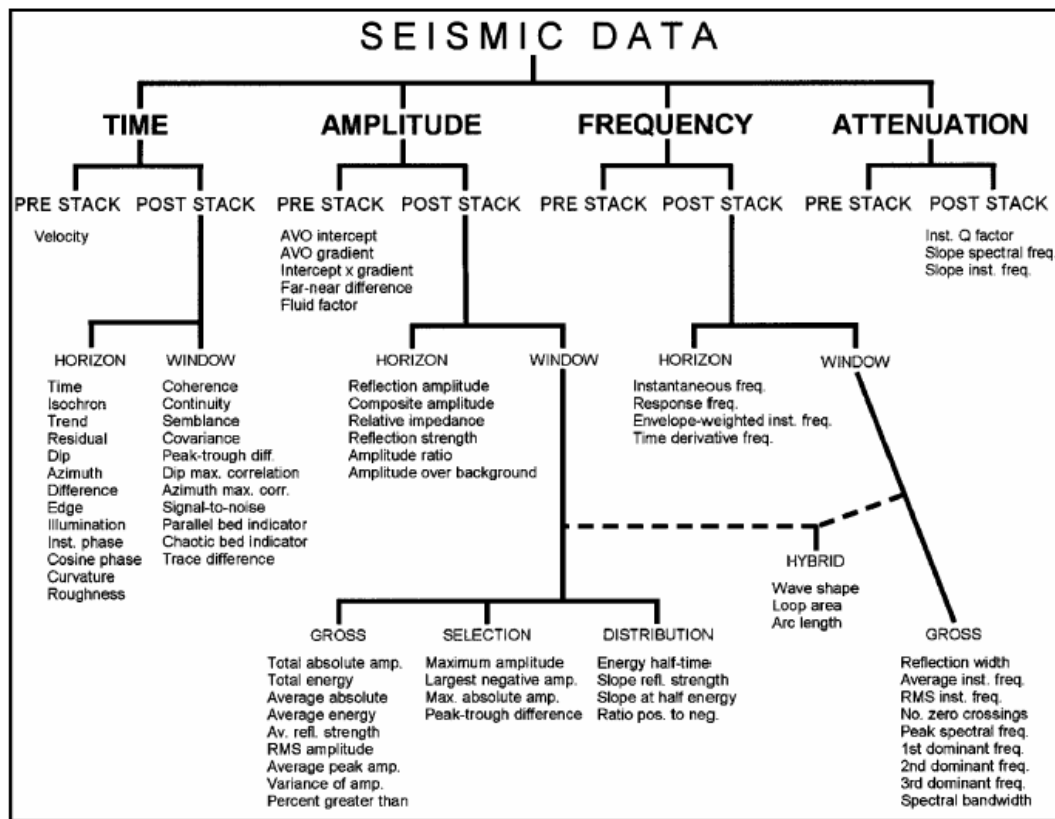 SEISMIC DATA
TIME
AMPLITUDE
FREQUENCY
ATTENUATION
PRE STACK
POST STACK
PRE STACK
POST STACK
PRE STACK
POST STACK
PRE STACK
POST STACK
Velocity
AVO intercept
AVO gradient
Intercept x gradient
Far-near difference
Fluid factor
Inst. Q factor
Slope spectral freq.
Slope inst. freq.
HORIZON
Time
Isochron
Trend
Residual
Dip
Azimuth
Difference
Edge
Illumination
Inst. phase
Cosine phase
Curvature
Roughness
WINDOW
Coherence
Continuity
Semblance
Covariance
Peak-trough diff.
Dip max. correlation
Azimuth max. corr.
Signal-to-noise
Parallel bed indicator
Chaotic bed indicator
Trace difference
HORIZON
Reflection amplitude
Composite amplitude
Relative impedance
Reflection strength
Amplitude ratio
Amplitude over background
WINDOW
HORIZON
Instantaneous freq.
Response freq.
Envelope-weighted inst. freq.
Time derivative freq.
WINDOW
HYBRID
Wave shape
Loop area
Arc length
GROSS
Total absolute amp.
Total energy
Average absolute
Average energy
Av. refl. strength
RMS amplitude
Average peak amp.
Variance of amp.
Percent greater than
SELECTION
Maximum amplitude
Largest negative amp.
Max. absolute amp.
Peak-trough difference
DISTRIBUTION
Energy half-time
Slope refl. strength
Slope at half energy
Ratio pos. to neg.
GROSS
Reflection width
Average inst. freq.
RMS inst. freq.
No. zero crossings
Peak spectral freq.
1st dominant freq.
2nd dominant freq.
3rd dominant freq.
Spectral bandwidth